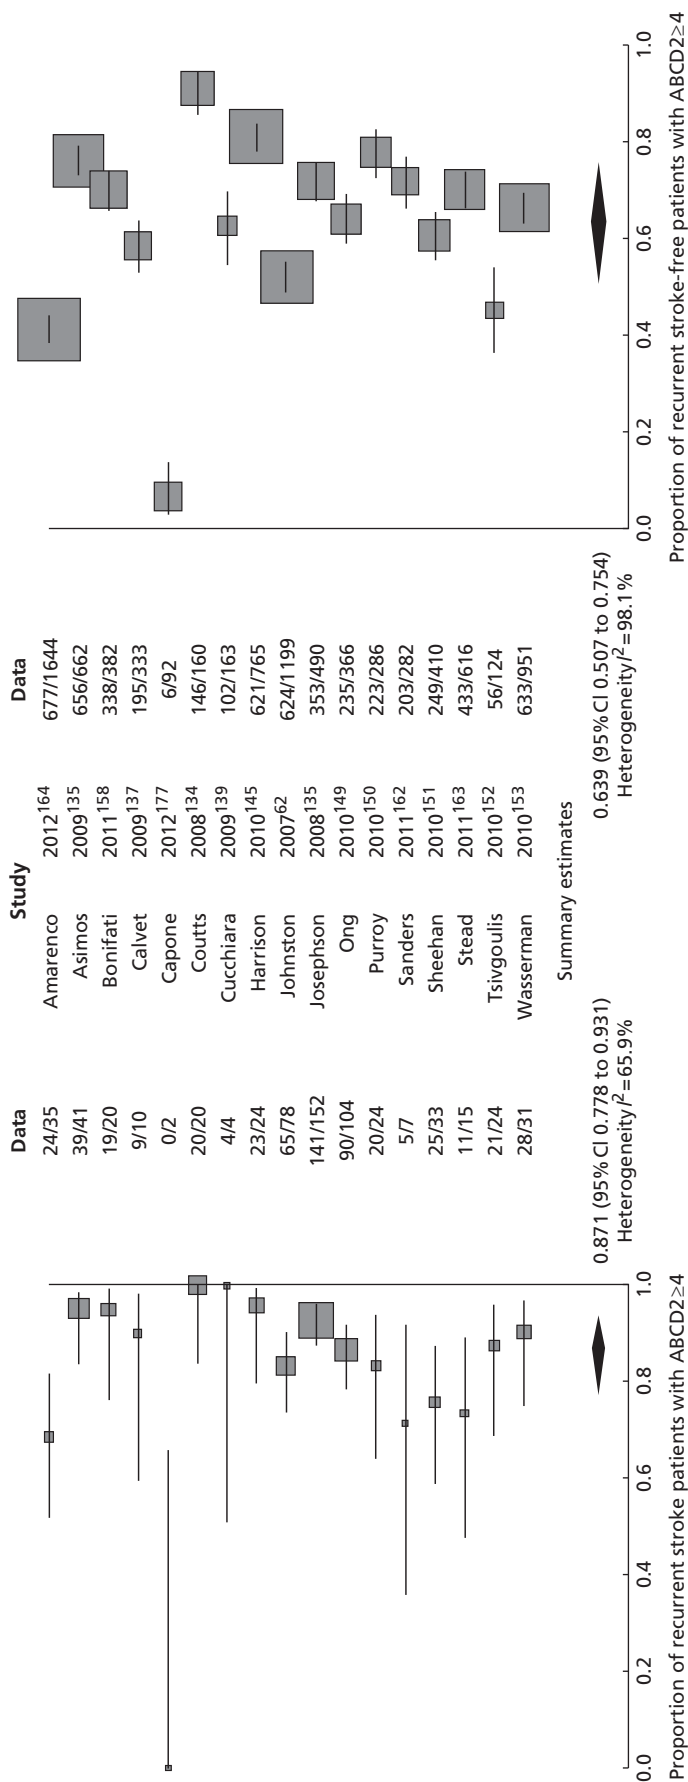 Data Study Data
24/35 Amarenco 2012164 677/1644
39/41 Asimos 2009135 656/662
19/20 Bonifati 2011158 338/382
9/10 Calvet 2009137 195/333
0/2 Capone 2012177 6/92
20/20 Coutts 2008134 146/160
4/4 Cucchiara 2009139 102/163
23/24 Harrison 2010145 621/765
65/78 Johnston 200762 624/1199
141/152 Josephson 2008135 353/490
90/104 Ong 2010149 235/366
20/24 Purroy 2010150 223/286
5/7 Sanders 2011162 203/282
25/33 Sheehan 2010151 249/410
11/15 Stead 2011163 433/616
21/24 Tsivgoulis 2010152 56/124
28/31 Wasserman 2010153 633/951
Summary estimates
0.871 (95% CI 0.778 to 0.931)
Heterogeneity I2=65.9%
0.639 (95% CI 0.507 to 0.754)
Heterogeneity I2=98.1%
0.0 0.2 0.4 0.6 0.8 1.0
Proportion of recurrent stroke patients with ABCD2≥4
0.0 0.2 0.4 0.6 0.8 1.0
Proportion of recurrent stroke-free patients with ABCD2≥4